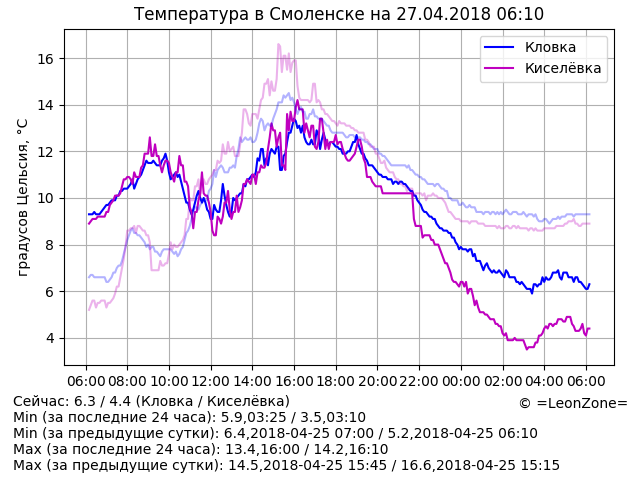 Температура в Смоленске на 27.04.2018 06:10
Кловка
Киселёвка
градусов Цельсия, °C
16
14
12
10
8
6
4
06:00 08:00 10:00 12:00 14:00 16:00 18:00 20:00 22:00 00:00 02:00 04:00 06:00
Сейчас: 6.3 / 4.4 (Кловка / Киселёвка)
© =LeonZone=
Min (за последние 24 часа): 5.9,03:25 / 3.5,03:10
Min (за предыдущие сутки): 6.4,2018-04-25 07:00 / 5.2,2018-04-25 06:10
Max (за последние 24 часа): 13.4,16:00 / 14.2,16:10
Max (за предыдущие сутки): 14.5,2018-04-25 15:45 / 16.6,2018-04-25 15:15